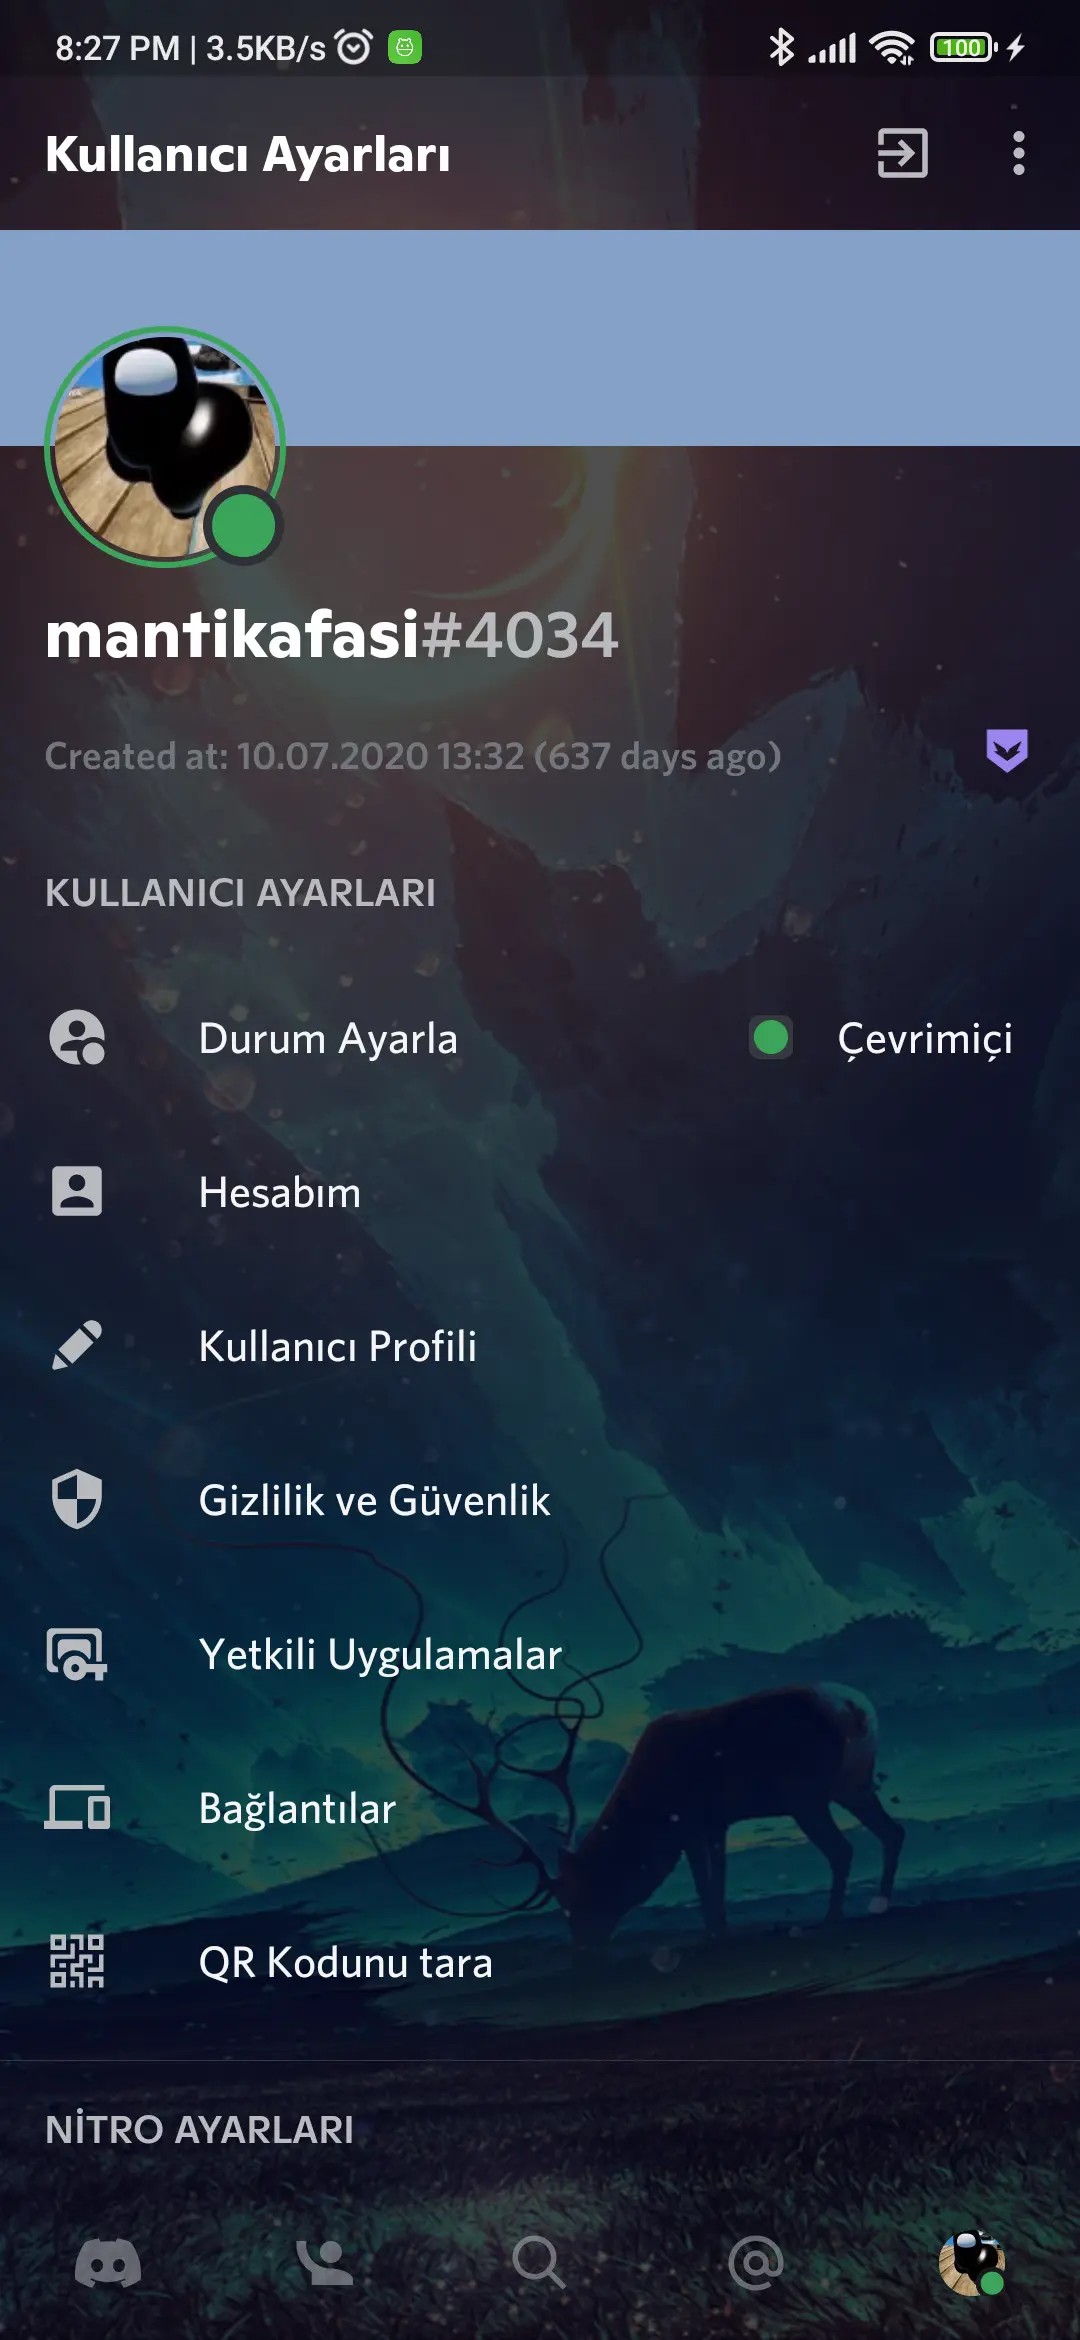 8:27 PM | 3.5KB/s
100
Kullanıcı Ayarları
mantikafasi#4034
Created at: 10.07.2020 13:32 (637 days ago)
KULLANICI AYARLARI
Durum Ayarla
Çevrimiçi
Hesabım
Kullanıcı Profili
Gizlilik ve Güvenlik
Yetkili Uygulamalar
Bağlantılar
QR Kodunu tara
NİTRO AYARLARI